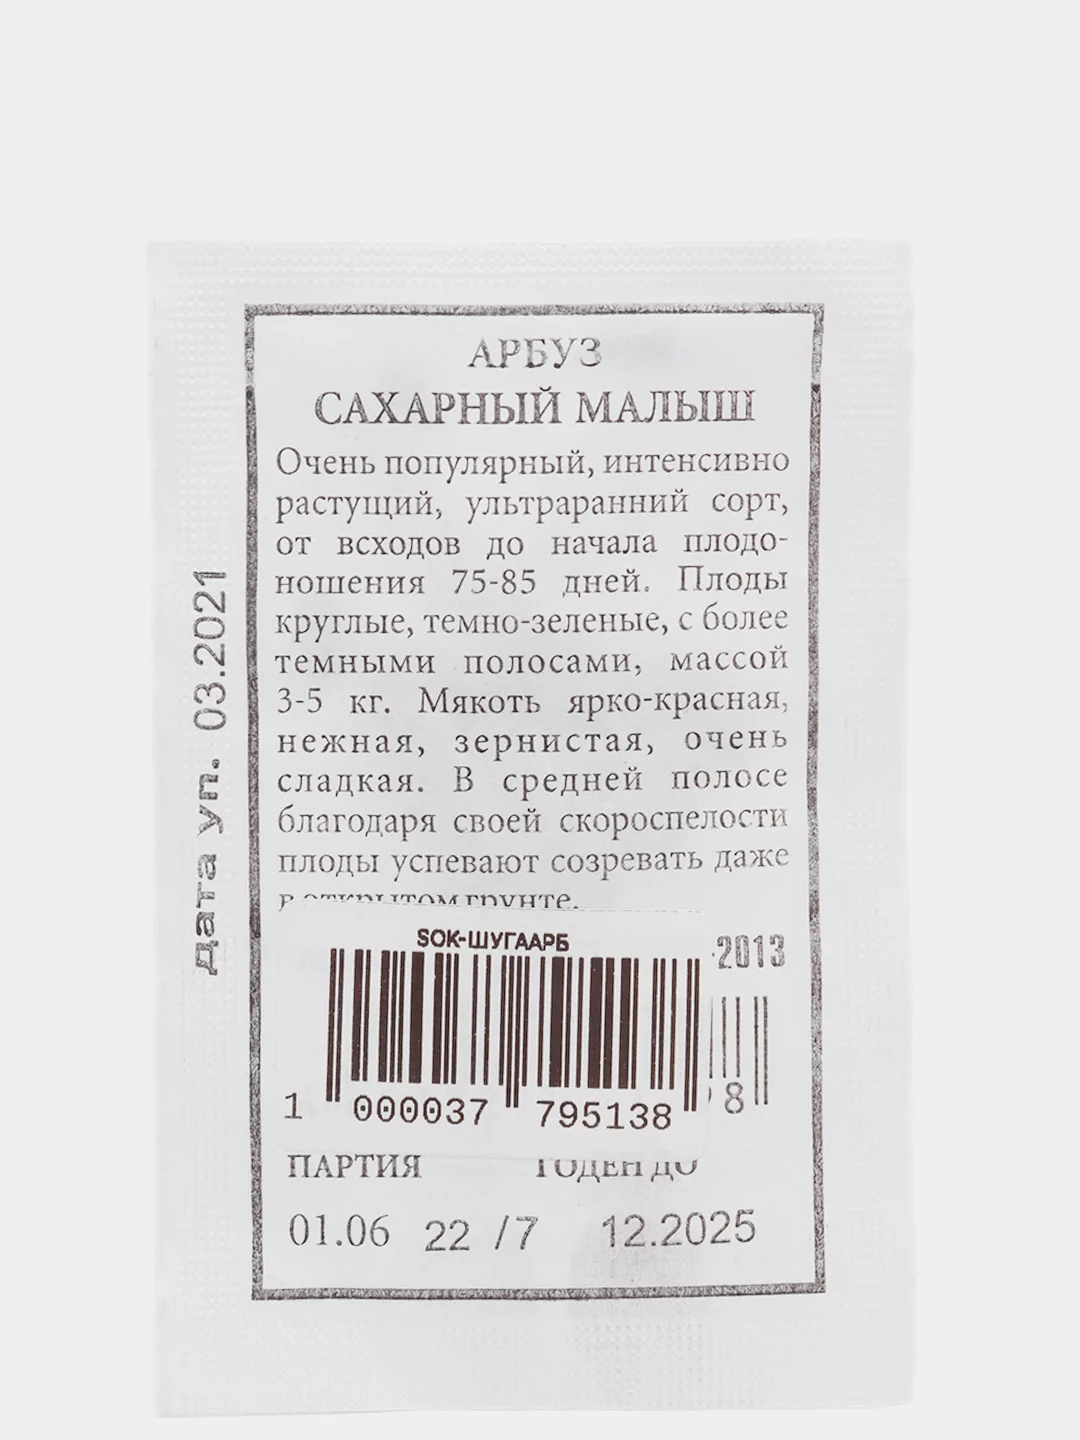 АРБУЗ
САХАРНЫЙ МАЛЫШ
Очень популярный, интенсивно
растущий, ультраранний сорт,
от всходов до начала плодо-
ношения 75-85 дней. Плоды
круглые, темно-зеленые, с более
темными полосами, массой
3-5 кг. Мякоть ярко-красная,
нежная, зернистая, очень
сладкая. В средней полосе
благодаря своей скороспелости
плоды успевают созревать даже
в открытом грунте.
-2013
SOK-ШУГААРБ
1 000037 795138
8
ПАРТИЯ ГОДЕН ДО
01.06 22 /7 12.2025
Дата уп. 03.2021